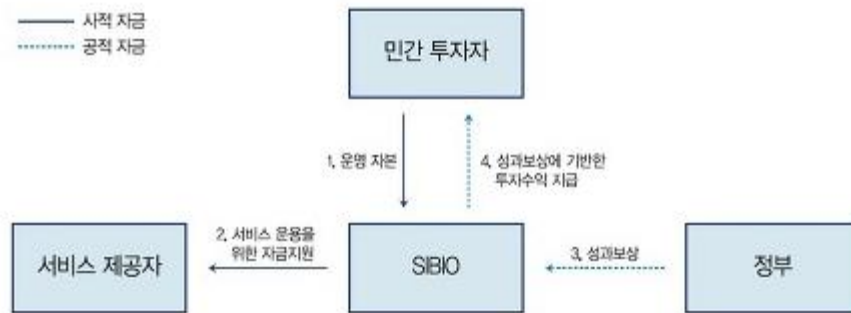 사적 자금
공적 자금
민간 투자자
1. 운명 자본
4. 성과보상에 기반한
투자수익 지급
서비스 제공자
2. 서비스 운용을
위한 자금지원
SIBIO
3. 성과보상
정부